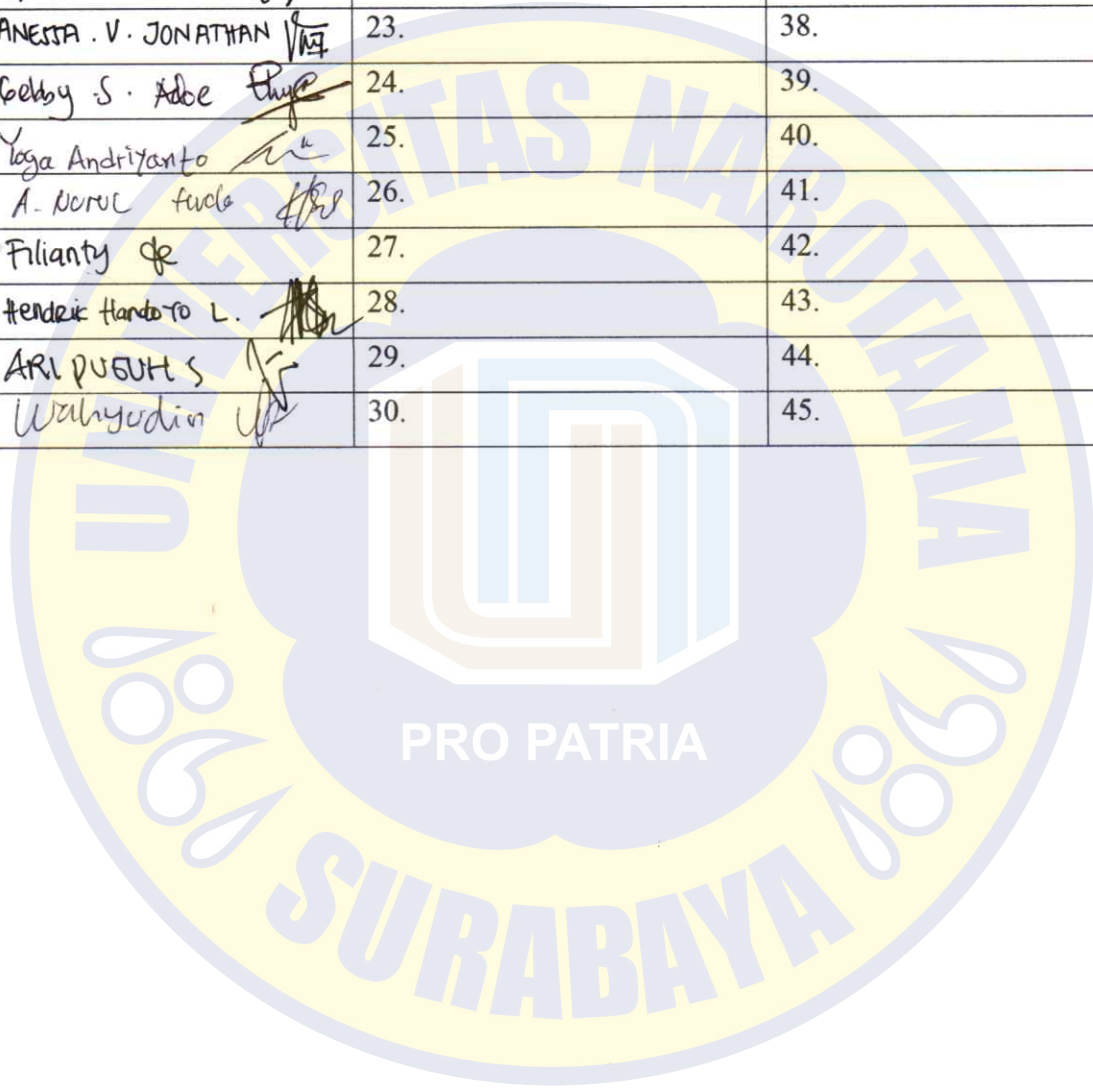 ANESSA . V. JONATHAN 23. 38.
Gebby . S . Adoe 24. 39.
Yoga Andriyanto 25. 40.
A. NURUL 26. 41.
Filianty 27. 42.
Hendrik Handoyo L. 28. 43.
ARI PUGUH S 29. 44.
Wahyudin 30. 45.
UNIVERSITAS NAROTAMA
PRO PATRIA
SURABAYA